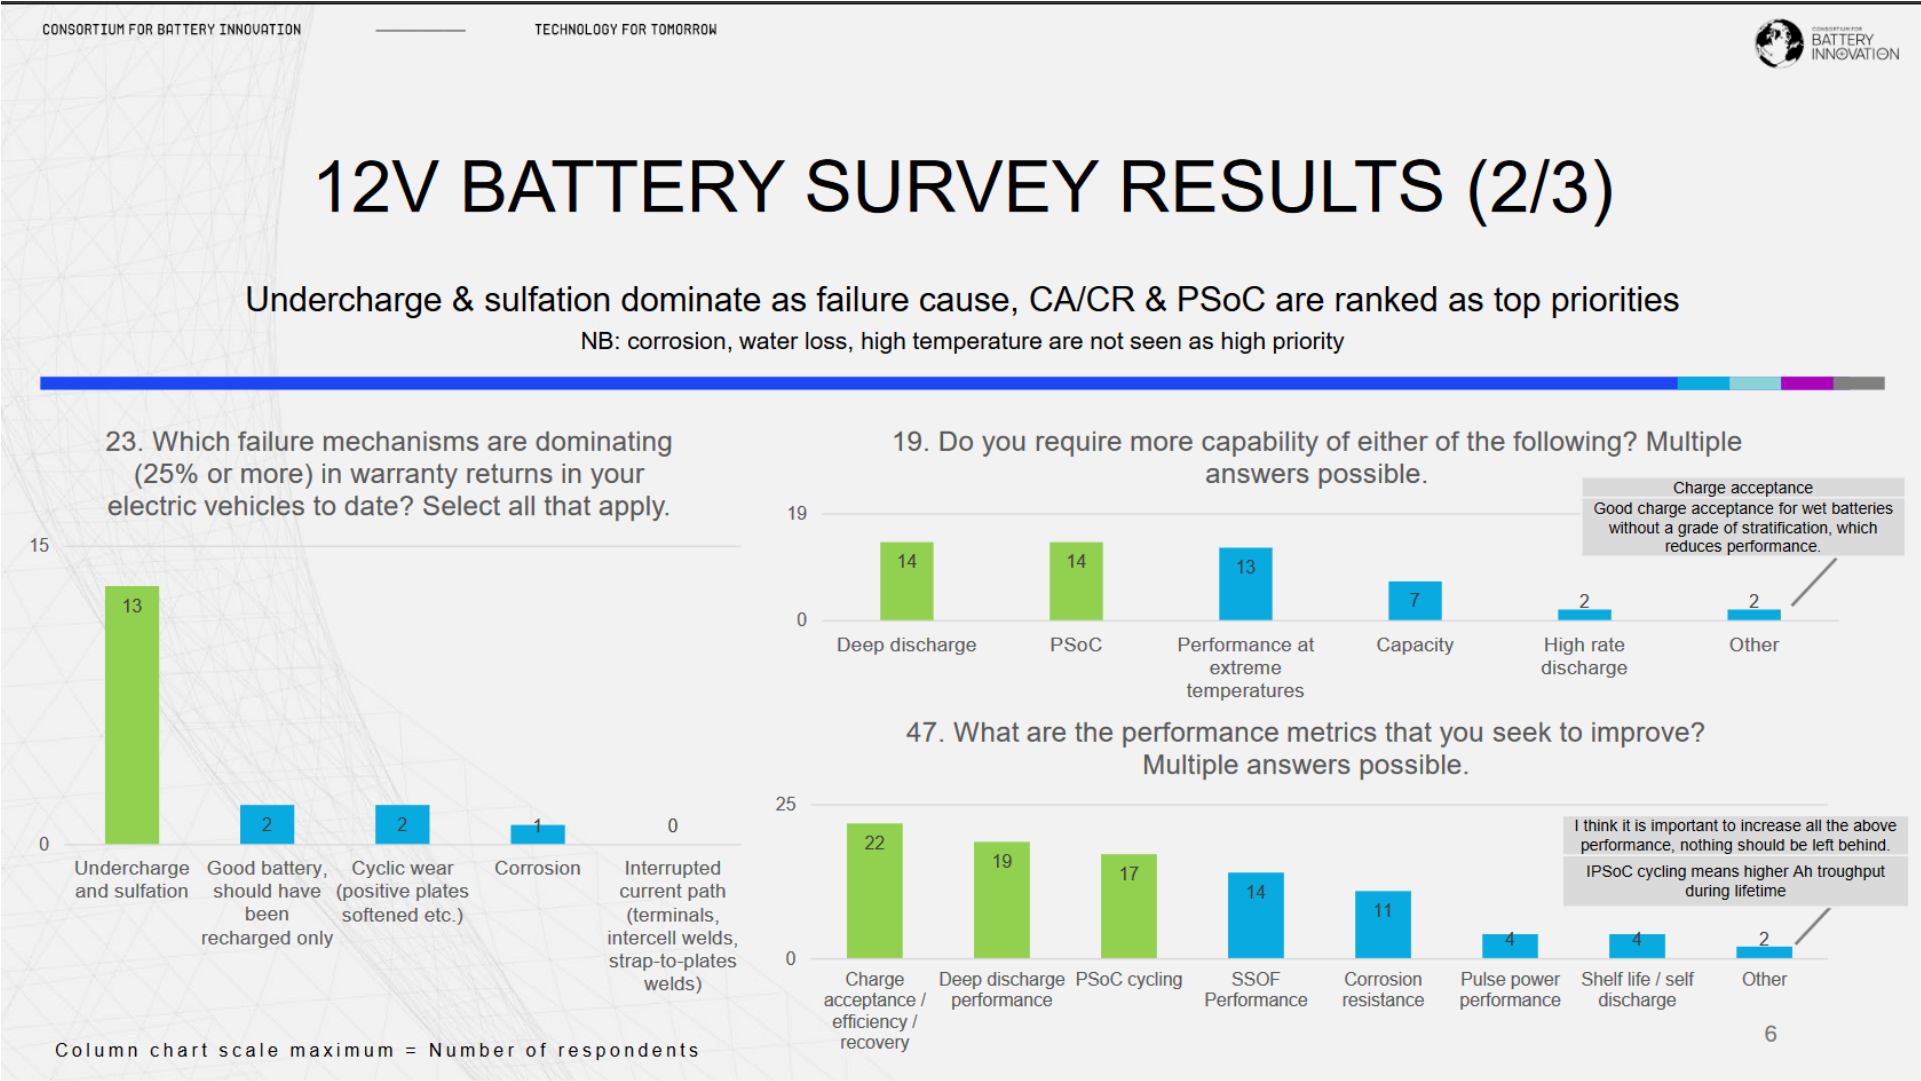 CONSORTIUM FOR BATTERY INNOVATION
TECHNOLOGY FOR TOMORROW
CONSORTIUM FOR
BATTERY
INNOVATION
12V BATTERY SURVEY RESULTS (2/3)
Undercharge & sulfation dominate as failure cause, CA/CR & PSoC are ranked as top priorities
NB: corrosion, water loss, high temperature are not seen as high priority
23. Which failure mechanisms are dominating
(25% or more) in warranty returns in your
electric vehicles to date? Select all that apply.
15
13
2
2
1
0
0
Undercharge
and sulfation
Good battery,
should have
been
recharged only
Cyclic wear
(positive plates
softened etc.)
Corrosion
Interrupted
current path
(terminals,
intercell welds,
strap-to-plates
welds)
Column chart scale maximum = Number of respondents
19. Do you require more capability of either of the following? Multiple
answers possible.
Charge acceptance
Good charge acceptance for wet batteries
without a grade of stratification, which
reduces performance.
19
14
14
13
7
2
2
0
Deep discharge
PSoC
Performance at
extreme
temperatures
Capacity
High rate
discharge
Other
47. What are the performance metrics that you seek to improve?
Multiple answers possible.
I think it is important to increase all the above
performance, nothing should be left behind.
IPSoC cycling means higher Ah troughput
during lifetime
25
22
19
17
14
11
4
4
2
0
Charge
acceptance /
efficiency /
recovery
Deep discharge
performance
PSoC cycling
SSOF
Performance
Corrosion
resistance
Pulse power
performance
Shelf life / self
discharge
Other
6